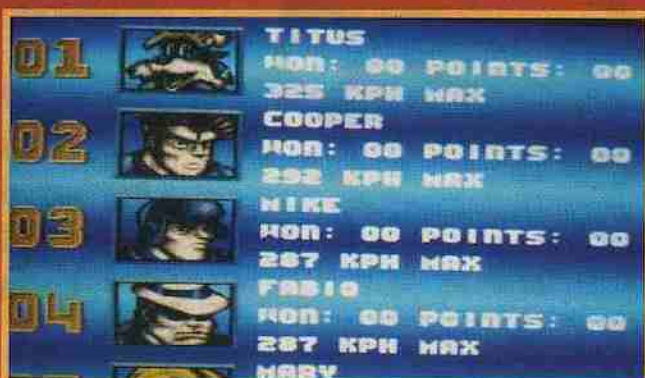 01
TITUS
WON: 00 POINTS: 00
325 KPH MAX
02
COOPER
WON: 00 POINTS: 00
292 KPH MAX
03
MIKE
WON: 00 POINTS: 00
287 KPH MAX
04
FABIO
WON: 00 POINTS: 00
287 KPH MAX
MARY